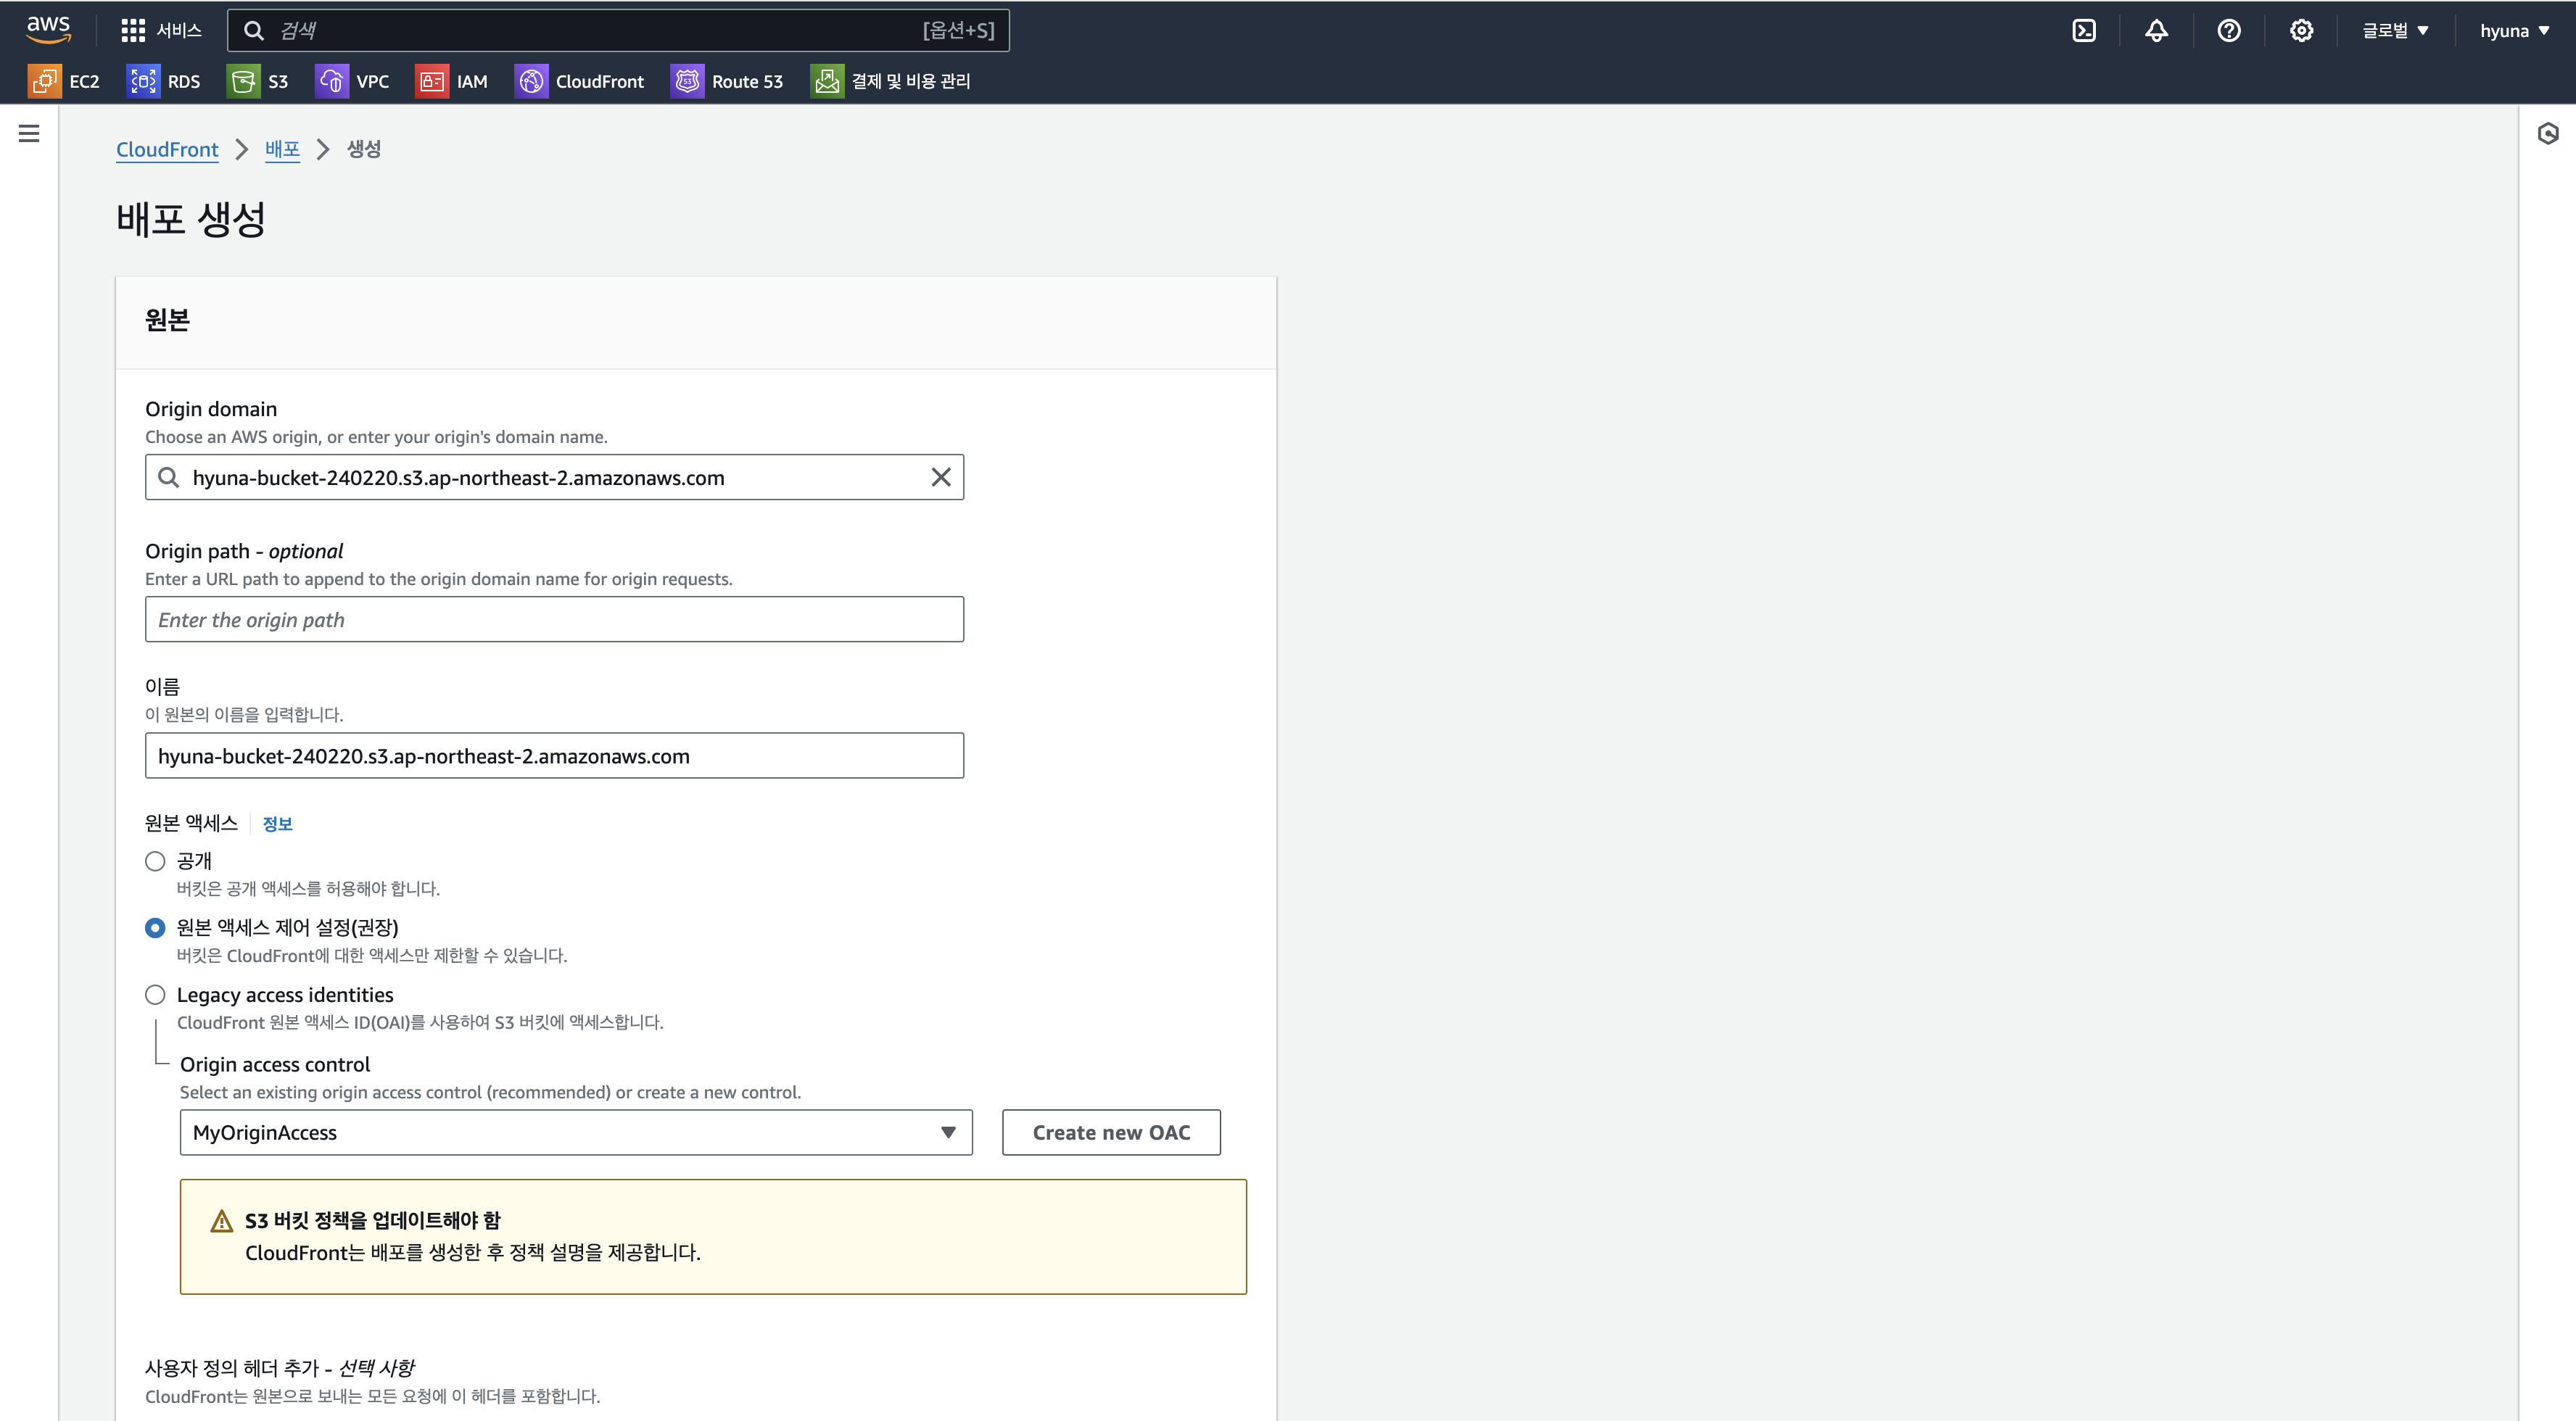 aws
서비스
검색
[옵션+S]
글로벌
hyuna
EC2
RDS
S3
VPC
IAM
CloudFront
Route 53
결제 및 비용 관리
CloudFront
배포
생성
배포 생성
원본
Origin domain
Choose an AWS origin, or enter your origin's domain name.
hyuna-bucket-240220.s3.ap-northeast-2.amazonaws.com
Origin path - optional
Enter a URL path to append to the origin domain name for origin requests.
Enter the origin path
이름
이 원본의 이름을 입력합니다.
hyuna-bucket-240220.s3.ap-northeast-2.amazonaws.com
원본 액세스
정보
공개
버킷은 공개 액세스를 허용해야 합니다.
원본 액세스 제어 설정(권장)
버킷은 CloudFront에 대한 액세스만 제한할 수 있습니다.
Legacy access identities
CloudFront 원본 액세스 ID(OAI)를 사용하여 S3 버킷에 액세스합니다.
Origin access control
Select an existing origin access control (recommended) or create a new control.
MyOriginAccess
Create new OAC
S3 버킷 정책을 업데이트해야 함
CloudFront는 배포를 생성한 후 정책 설명을 제공합니다.
사용자 정의 헤더 추가 - 선택 사항
CloudFront는 원본으로 보내는 모든 요청에 이 헤더를 포함합니다.